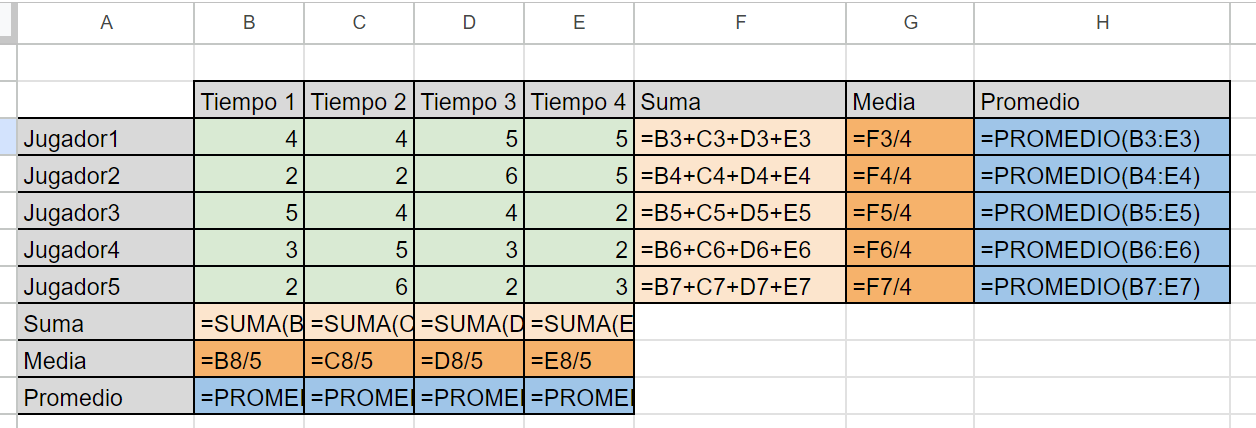 A B C D E F G H
Tiempo 1 Tiempo 2 Tiempo 3 Tiempo 4 Suma Media Promedio
Jugador1 4 4 5 5 =B3+C3+D3+E3 =F3/4 =PROMEDIO(B3:E3)
Jugador2 2 2 6 5 =B4+C4+D4+E4 =F4/4 =PROMEDIO(B4:E4)
Jugador3 5 4 4 2 =B5+C5+D5+E5 =F5/4 =PROMEDIO(B5:E5)
Jugador4 3 5 3 2 =B6+C6+D6+E6 =F6/4 =PROMEDIO(B6:E6)
Jugador5 2 6 2 3 =B7+C7+D7+E7 =F7/4 =PROMEDIO(B7:E7)
Suma =SUMA(B =SUMA(C =SUMA(D =SUMA(E
Media =B8/5 =C8/5 =D8/5 =E8/5
Promedio =PROME =PROME =PROME =PROME